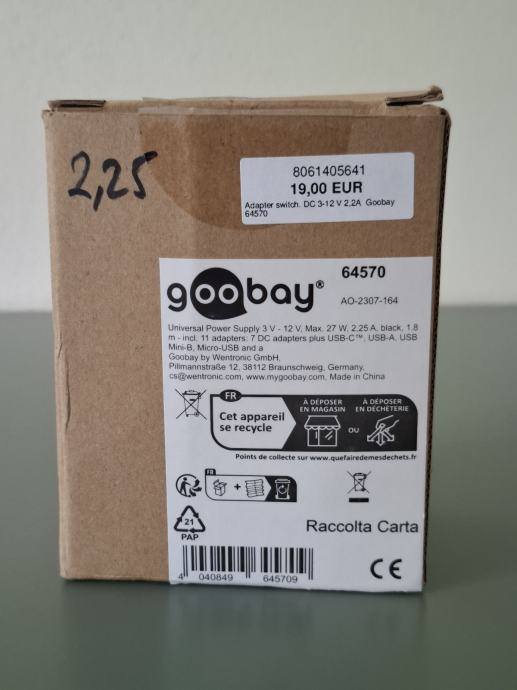 2,25
8061405641
19,00 EUR
Adapter switch. DC 3-12 V 2,2A Goobay
64570
goobay®
64570
AO-2307-164
Universal Power Supply 3 V - 12 V, Max. 27 W, 2.25 A, black, 1.8
m - incl. 11 adapters: 7 DC adapters plus USB-C™, USB-A, USB
Mini-B, Micro-USB and a
Goobay by Wentronic GmbH,
Pillmannstraße 12, 38112 Braunschweig, Germany,
cs@wentronic.com, www.mygoobay.com, Made in China
FR
Cet appareil
se recycle
À DÉPOSER
EN MAGASIN
OU
À DÉPOSER
EN DÉCHÈTERIE
Points de collecte sur www.quefairedemesdechets.fr
FR
+
21
PAP
Raccolta Carta
4 040849 645709
CE